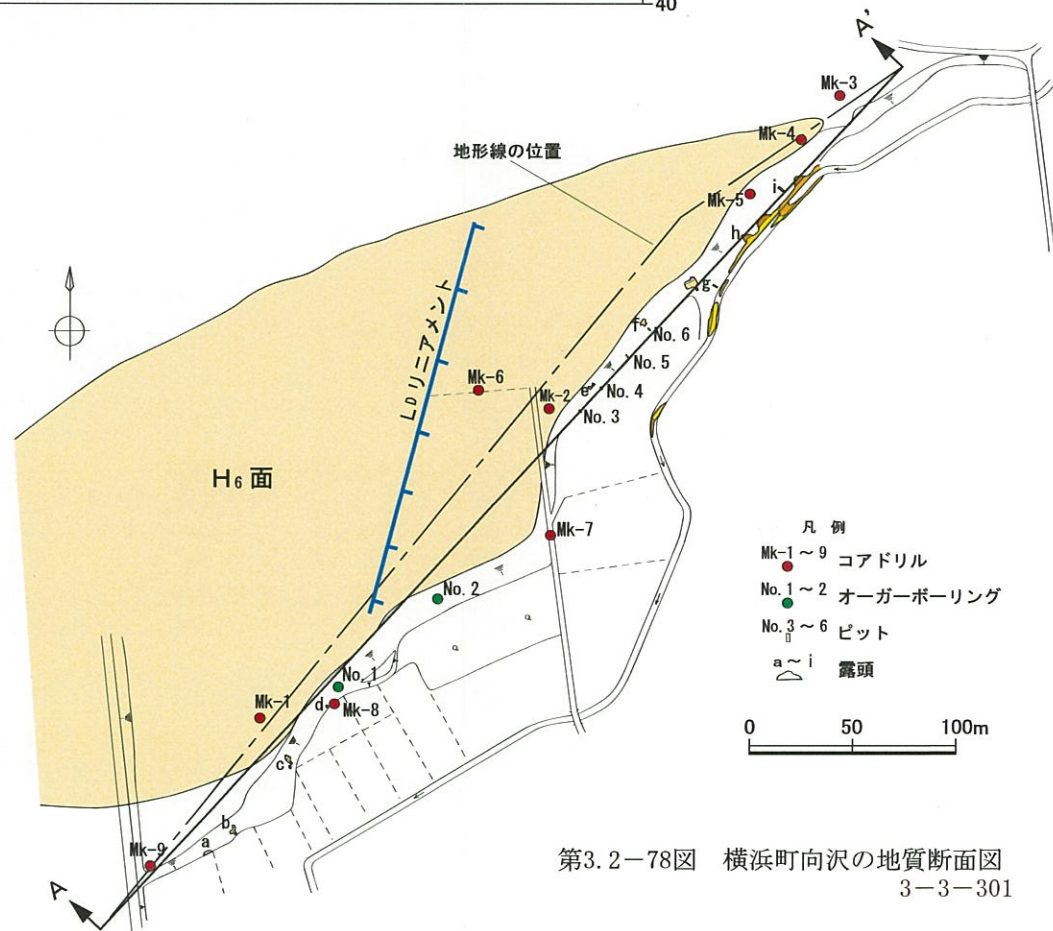 40
A'
Mk-3
Mk-4
地形線の位置
Mk-5
i
h
g
LDリニアメント
f
No. 6
No. 5
Mk-6
Mk-2
e
No. 4
No. 3
H6面
Mk-7
凡 例
Mk-1～9 コアドリル
No. 1～2 オーガーボーリング
No. 3～6 ピット
a～i 露頭
No. 2
No. 1
Mk-1
d
Mk-8
0 50 100m
c
b
a
Mk-9
A
第3.2-78図 横浜町向沢の地質断面図
3-3-301